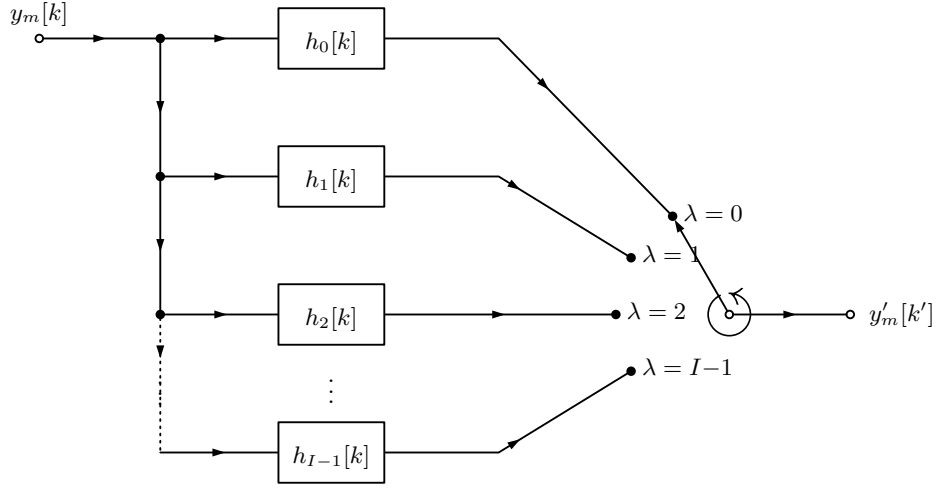 y_m[k]
h_0[k]
h_1[k]
λ = 0
λ = 1
h_2[k]
λ = 2
y′_m[k′]
λ = I−1
⋮
h_{I−1}[k]